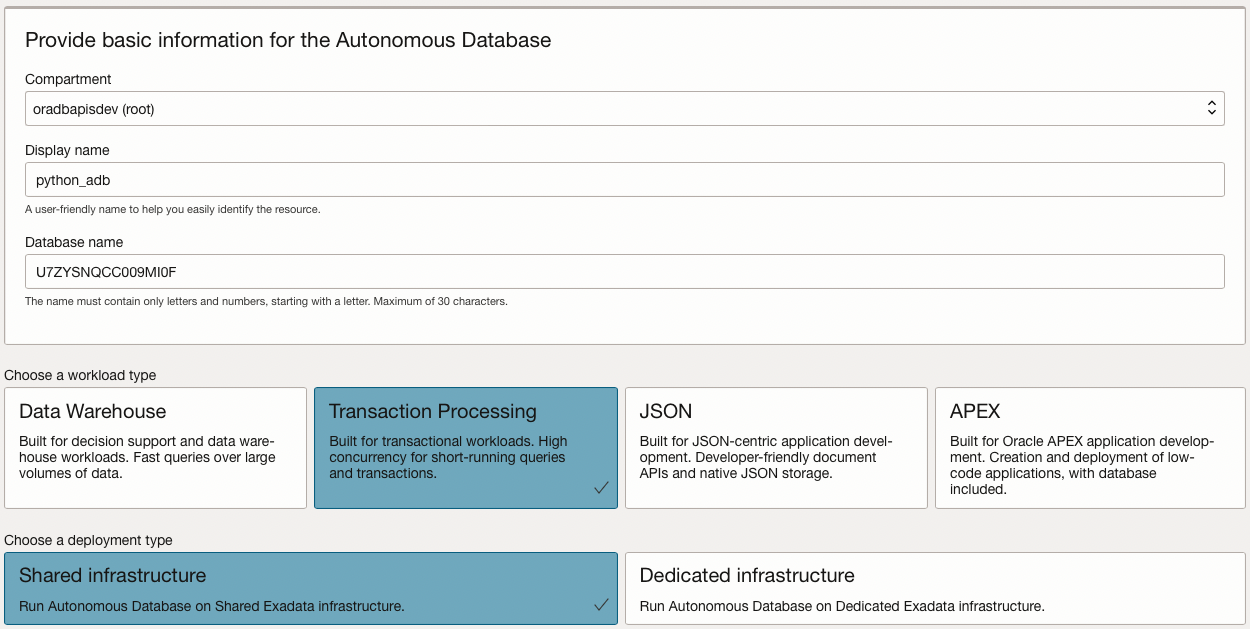 Provide basic information for the Autonomous Database
Compartment
oradbapisdev (root)
Display name
python_adb
A user-friendly name to help you easily identify the resource.
Database name
U7ZYSNQCC009MI0F
The name must contain only letters and numbers, starting with a letter. Maximum of 30 characters.
Choose a workload type
Data Warehouse
Built for decision support and data ware-
house workloads. Fast queries over large
volumes of data.
Transaction Processing
Built for transactional workloads. High
concurrency for short-running queries
and transactions.
JSON
Built for JSON-centric application devel-
opment. Developer-friendly document
APIs and native JSON storage.
APEX
Built for Oracle APEX application develop-
ment. Creation and deployment of low-
code applications, with database
included.
Choose a deployment type
Shared infrastructure
Run Autonomous Database on Shared Exadata infrastructure.
Dedicated infrastructure
Run Autonomous Database on Dedicated Exadata infrastructure.